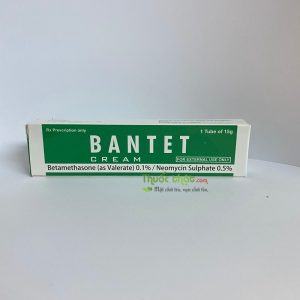 Rx Prescription only
1 Tube of 15g
BANTET
CREAM
FOR EXTERNAL USE ONLY
Betamethasone (as Valerate) 0.1% / Neomycin Sulphate 0.5%